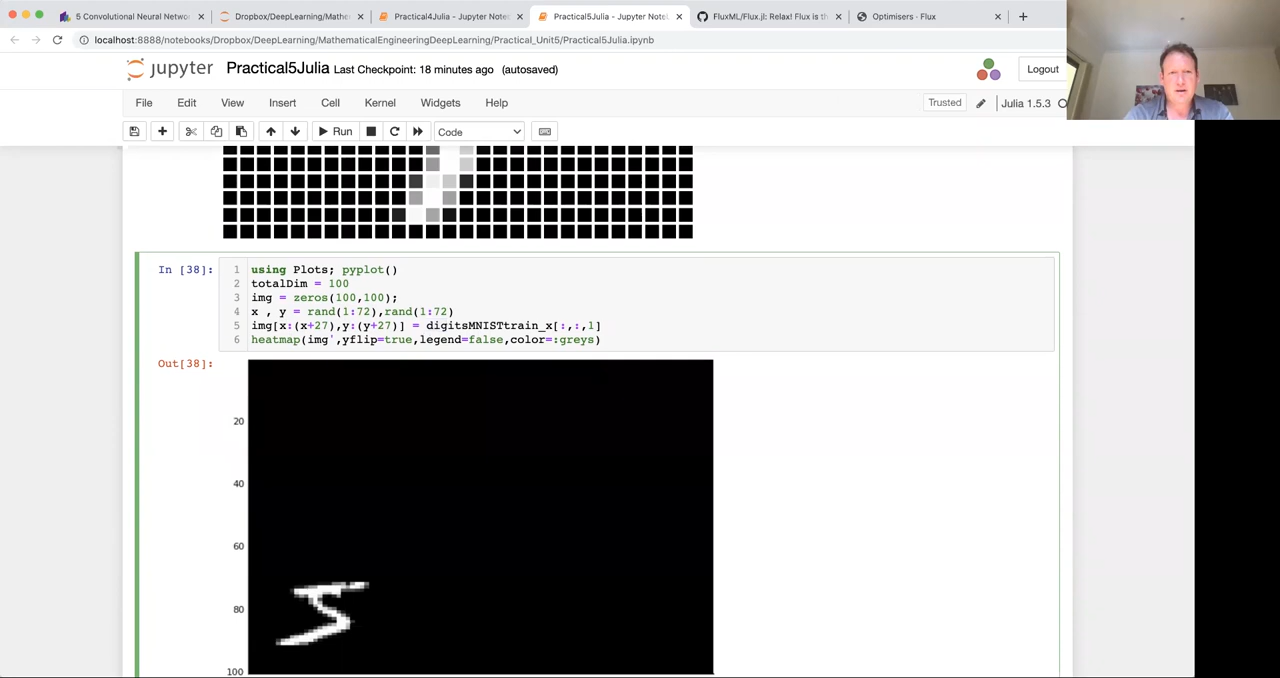 5 Convolutional Neural Netwo
Dropbox/DeepLearning/Mathe
Practical4Julia - Jupyter Note
Practical5Julia - Jupyter Note
FluxML/Flux.jl: Relax! Flux is th
Optimisers · Flux
localhost:8888/notebooks/Dropbox/DeepLearning/MathematicalEngineeringDeepLearning/Practical_Unit5/Practical5Julia.ipynb
jupyter Practical5Julia Last Checkpoint: 18 minutes ago (autosaved)
Logout
File Edit View Insert Cell Kernel Widgets Help
Trusted
Julia 1.5.3
Run
Code
In [38]:
1 using Plots; pyplot()
2 totalDim = 100
3 img = zeros(100,100);
4 x , y = rand(1:72),rand(1:72)
5 img[x:(x+27),y:(y+27)] = digitsMNISTtrain_x[:,:,1]
6 heatmap(img',yflip=true,legend=false,color=:greys)
Out[38]:
20
40
60
80
100
5